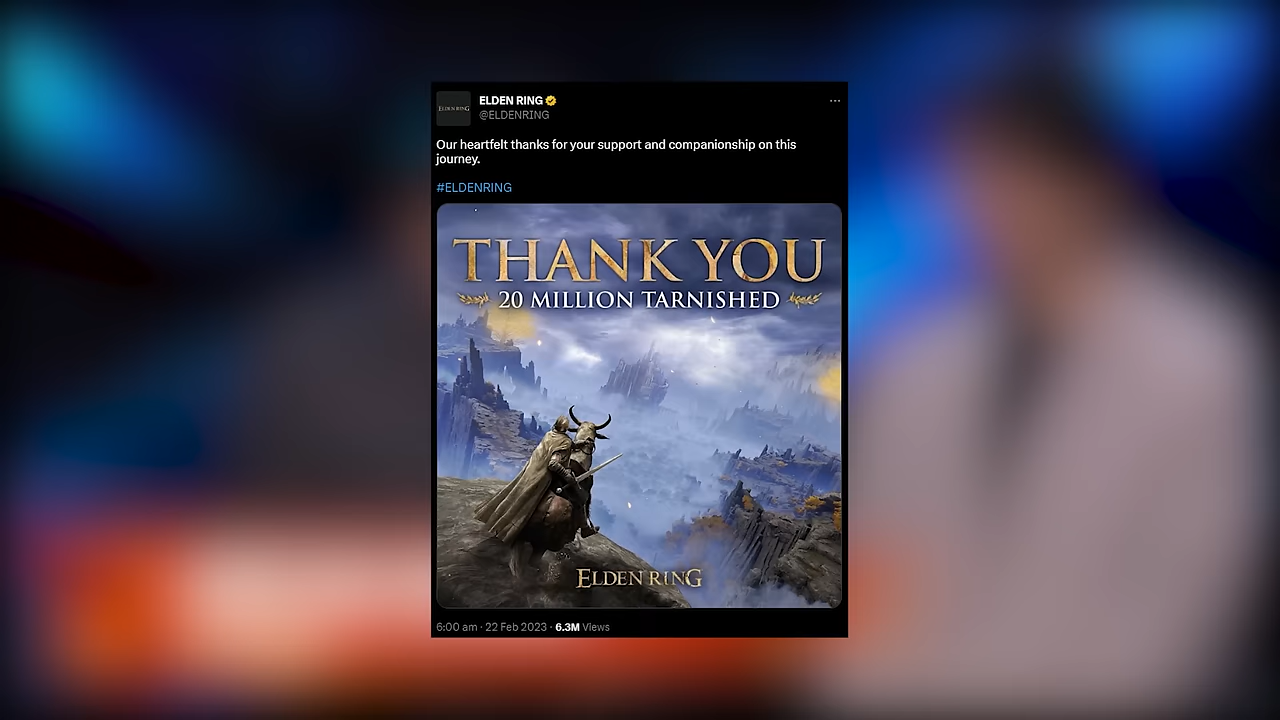 ELDEN RING
ELDEN RING
@ELDENRING
Our heartfelt thanks for your support and companionship on this
journey.
#ELDENRING
THANK YOU
20 MILLION TARNISHED
ELDEN RING
6:00 am · 22 Feb 2023 · 6.3M Views